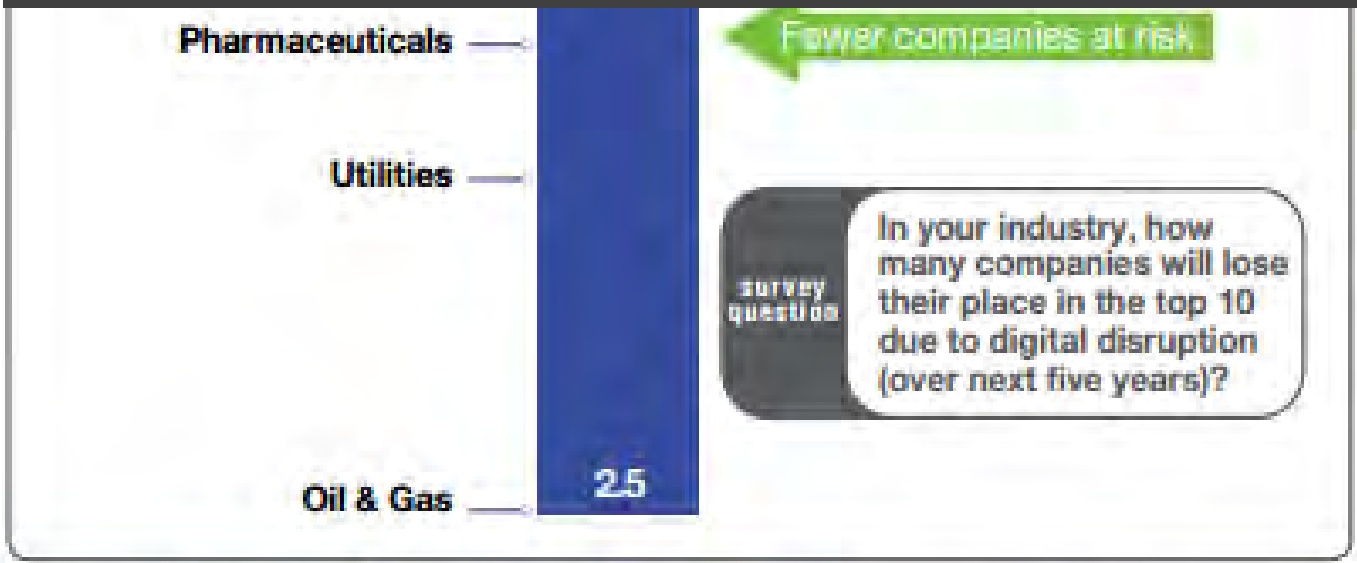 Pharmaceuticals
Fewer companies at risk
Utilities
survey
question
In your industry, how
many companies will lose
their place in the top 10
due to digital disruption
(over next five years)?
2.5
Oil & Gas